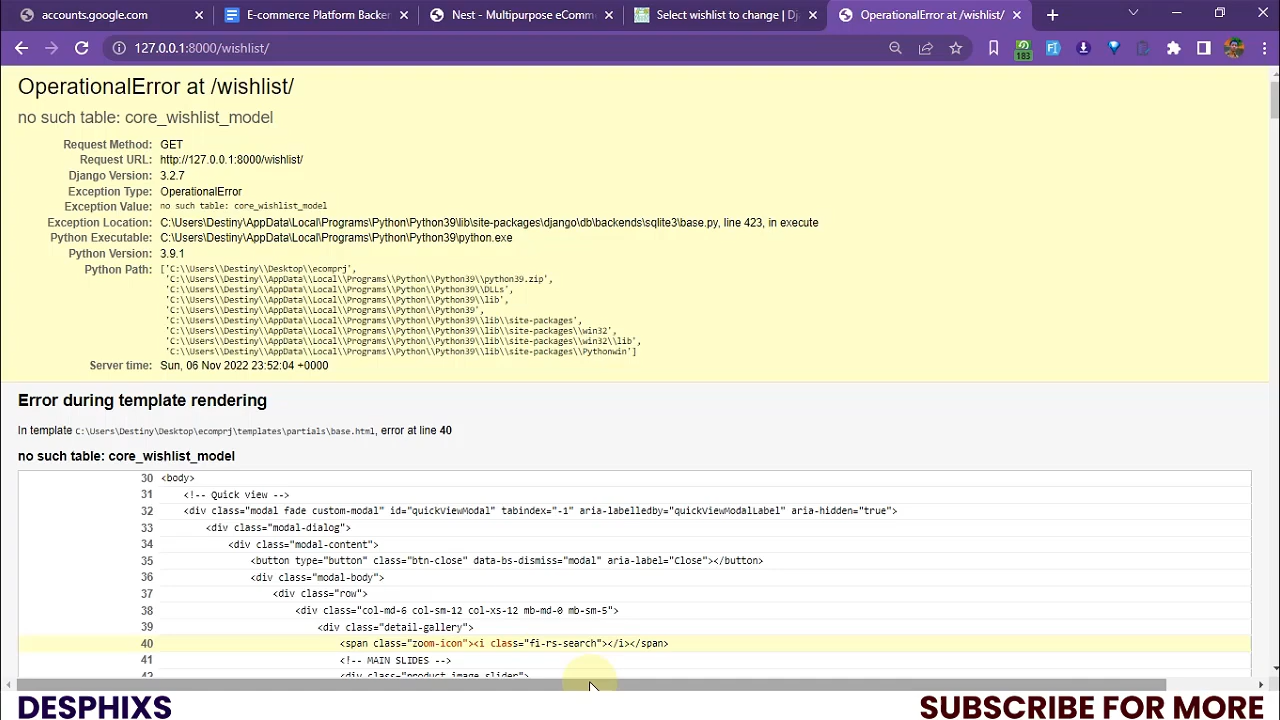 accounts.google.com
E-commerce Platform Backer
Nest - Multipurpose eComm
Select wishlist to change | Dj
OperationalError at /wishlist/
127.0.0.1:8000/wishlist/
183
OperationalError at /wishlist/
no such table: core_wishlist_model
Request Method: GET
Request URL: http://127.0.0.1:8000/wishlist/
Django Version: 3.2.7
Exception Type: OperationalError
Exception Value: no such table: core_wishlist_model
Exception Location: C:\Users\Destiny\AppData\Local\Programs\Python\Python39\lib\site-packages\django\db\backends\sqlite3\base.py, line 423, in execute
Python Executable: C:\Users\Destiny\AppData\Local\Programs\Python\Python39\python.exe
Python Version: 3.9.1
Python Path: ['C:\\Users\\Destiny\\Desktop\\ecomprj',
'C:\\Users\\Destiny\\AppData\\Local\\Programs\\Python\\Python39\\python39.zip',
'C:\\Users\\Destiny\\AppData\\Local\\Programs\\Python\\Python39\\DLLs',
'C:\\Users\\Destiny\\AppData\\Local\\Programs\\Python\\Python39\\lib',
'C:\\Users\\Destiny\\AppData\\Local\\Programs\\Python\\Python39',
'C:\\Users\\Destiny\\AppData\\Local\\Programs\\Python\\Python39\\lib\\site-packages',
'C:\\Users\\Destiny\\AppData\\Local\\Programs\\Python\\Python39\\lib\\site-packages\\win32',
'C:\\Users\\Destiny\\AppData\\Local\\Programs\\Python\\Python39\\lib\\site-packages\\win32\\lib',
'C:\\Users\\Destiny\\AppData\\Local\\Programs\\Python\\Python39\\lib\\site-packages\\Pythonwin']
Server time: Sun, 06 Nov 2022 23:52:04 +0000
Error during template rendering
In template C:\Users\Destiny\Desktop\ecomprj\templates\partials\base.html, error at line 40
no such table: core_wishlist_model
30 <body>
31 <!-- Quick view -->
32 <div class="modal fade custom-modal" id="quickViewModal" tabindex="-1" aria-labelledby="quickViewModalLabel" aria-hidden="true">
33 <div class="modal-dialog">
34 <div class="modal-content">
35 <button type="button" class="btn-close" data-bs-dismiss="modal" aria-label="Close"></button>
36 <div class="modal-body">
37 <div class="row">
38 <div class="col-md-6 col-sm-12 col-xs-12 mb-md-0 mb-sm-5">
39 <div class="detail-gallery">
40 <span class="zoom-icon"><i class="fi-rs-search"></i></span>
41 <!-- MAIN SLIDES -->
42 <div class="product-image-slider">
DESPHIXS
SUBSCRIBE FOR MORE